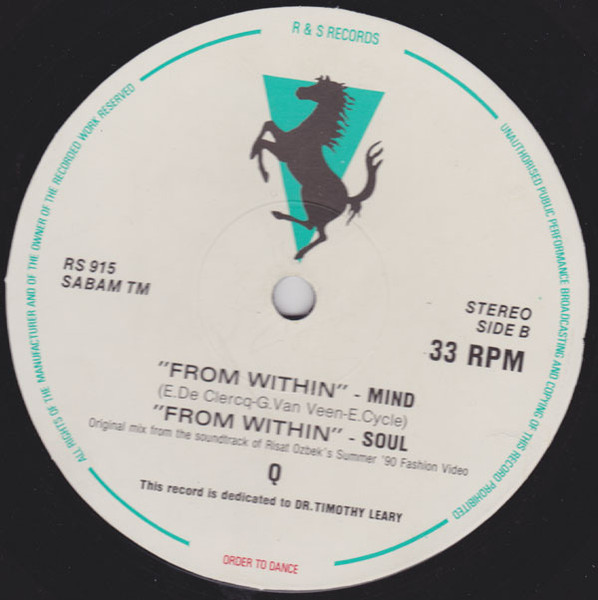 R & S RECORDS
ALL RIGHTS OF THE MANUFACTURER AND OF THE OWNER OF THE RECORDED WORK RESERVED
UNAUTHORISED PUBLIC PERFORMANCE BROADCASTING AND COPYING OF THIS RECORD PROHIBITED
RS 915
SABAM TM
STEREO
SIDE B
33 RPM
"FROM WITHIN" - MIND
(E.De Clercq-G.Van Veen-E.Cycle)
"FROM WITHIN" - SOUL
Original mix from the soundtrack of Risat Ozbek's Summer '90 Fashion Video
Q
This record is dedicated to DR. TIMOTHY LEARY
ORDER TO DANCE